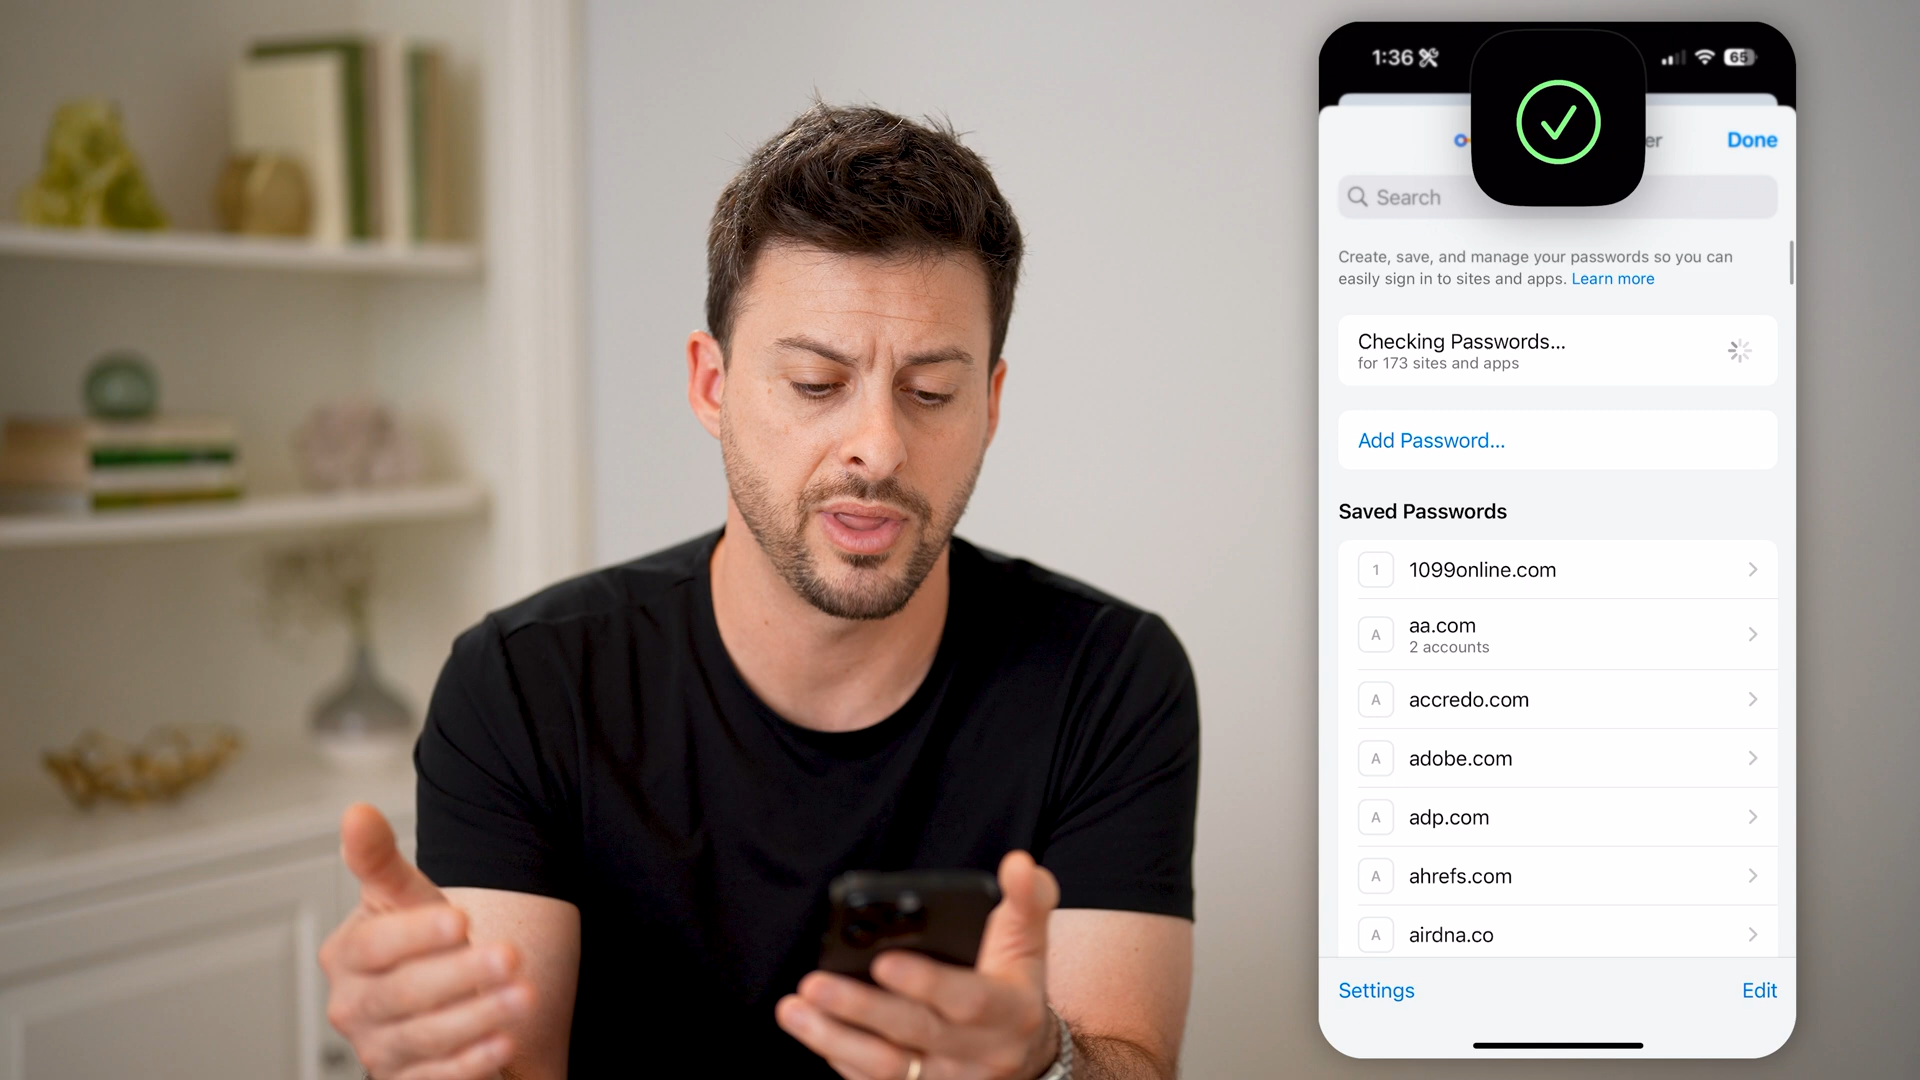 1:36
65
er
Done
Search
Create, save, and manage your passwords so you can
easily sign in to sites and apps. Learn more
Checking Passwords...
for 173 sites and apps
Add Password...
Saved Passwords
1
1099online.com
A
aa.com
2 accounts
A
accredo.com
A
adobe.com
A
adp.com
A
ahrefs.com
A
airdna.co
Settings
Edit